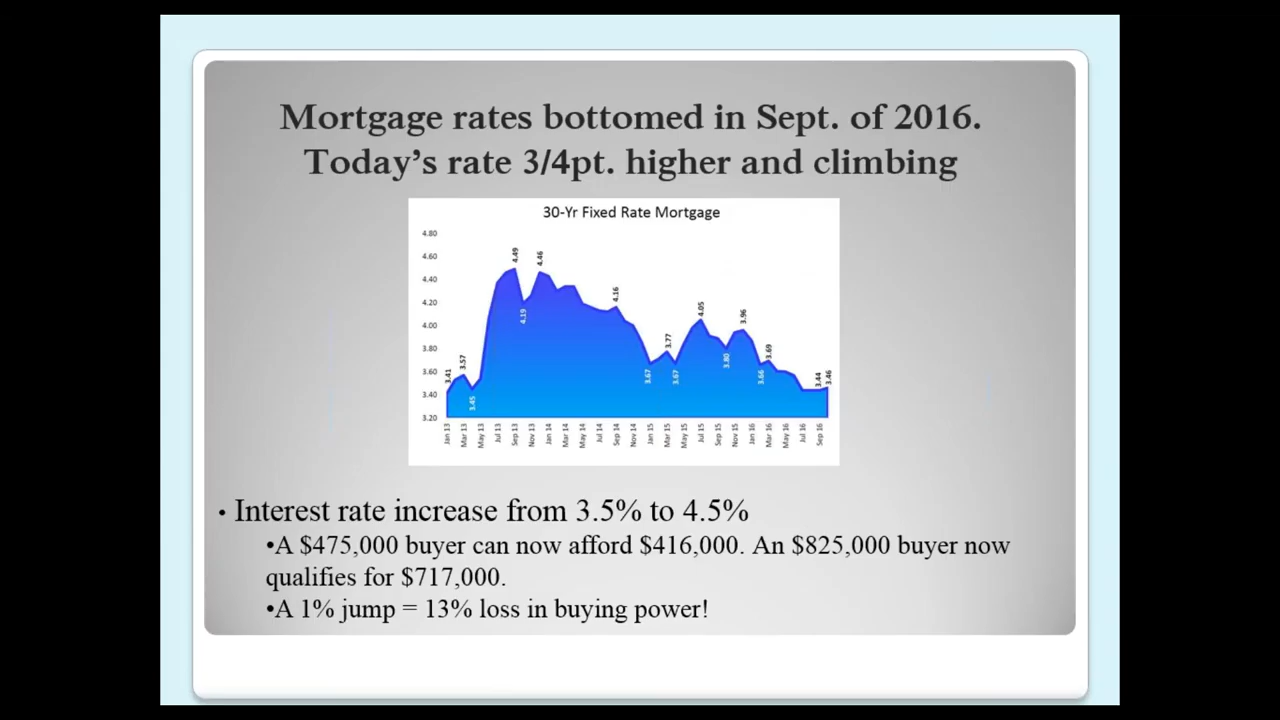 Mortgage rates bottomed in Sept. of 2016.
Today's rate 3/4pt. higher and climbing
30-Yr Fixed Rate Mortgage
4.80
4.60
4.40
4.20
4.00
3.80
3.60
3.40
3.20
3.41
3.57
3.45
4.49
4.19
4.46
4.16
3.67
3.77
3.67
4.05
3.80
3.96
3.66
3.69
3.44
3.46
Jan 13
Mar 13
May 13
Jul 13
Sep 13
Nov 13
Jan 14
Mar 14
May 14
Jul 14
Sep 14
Nov 14
Jan 15
Mar 15
May 15
Jul 15
Sep 15
Nov 15
Jan 16
Mar 16
May 16
Jul 16
Sep 16
• Interest rate increase from 3.5% to 4.5%
•A $475,000 buyer can now afford $416,000. An $825,000 buyer now
qualifies for $717,000.
•A 1% jump = 13% loss in buying power!